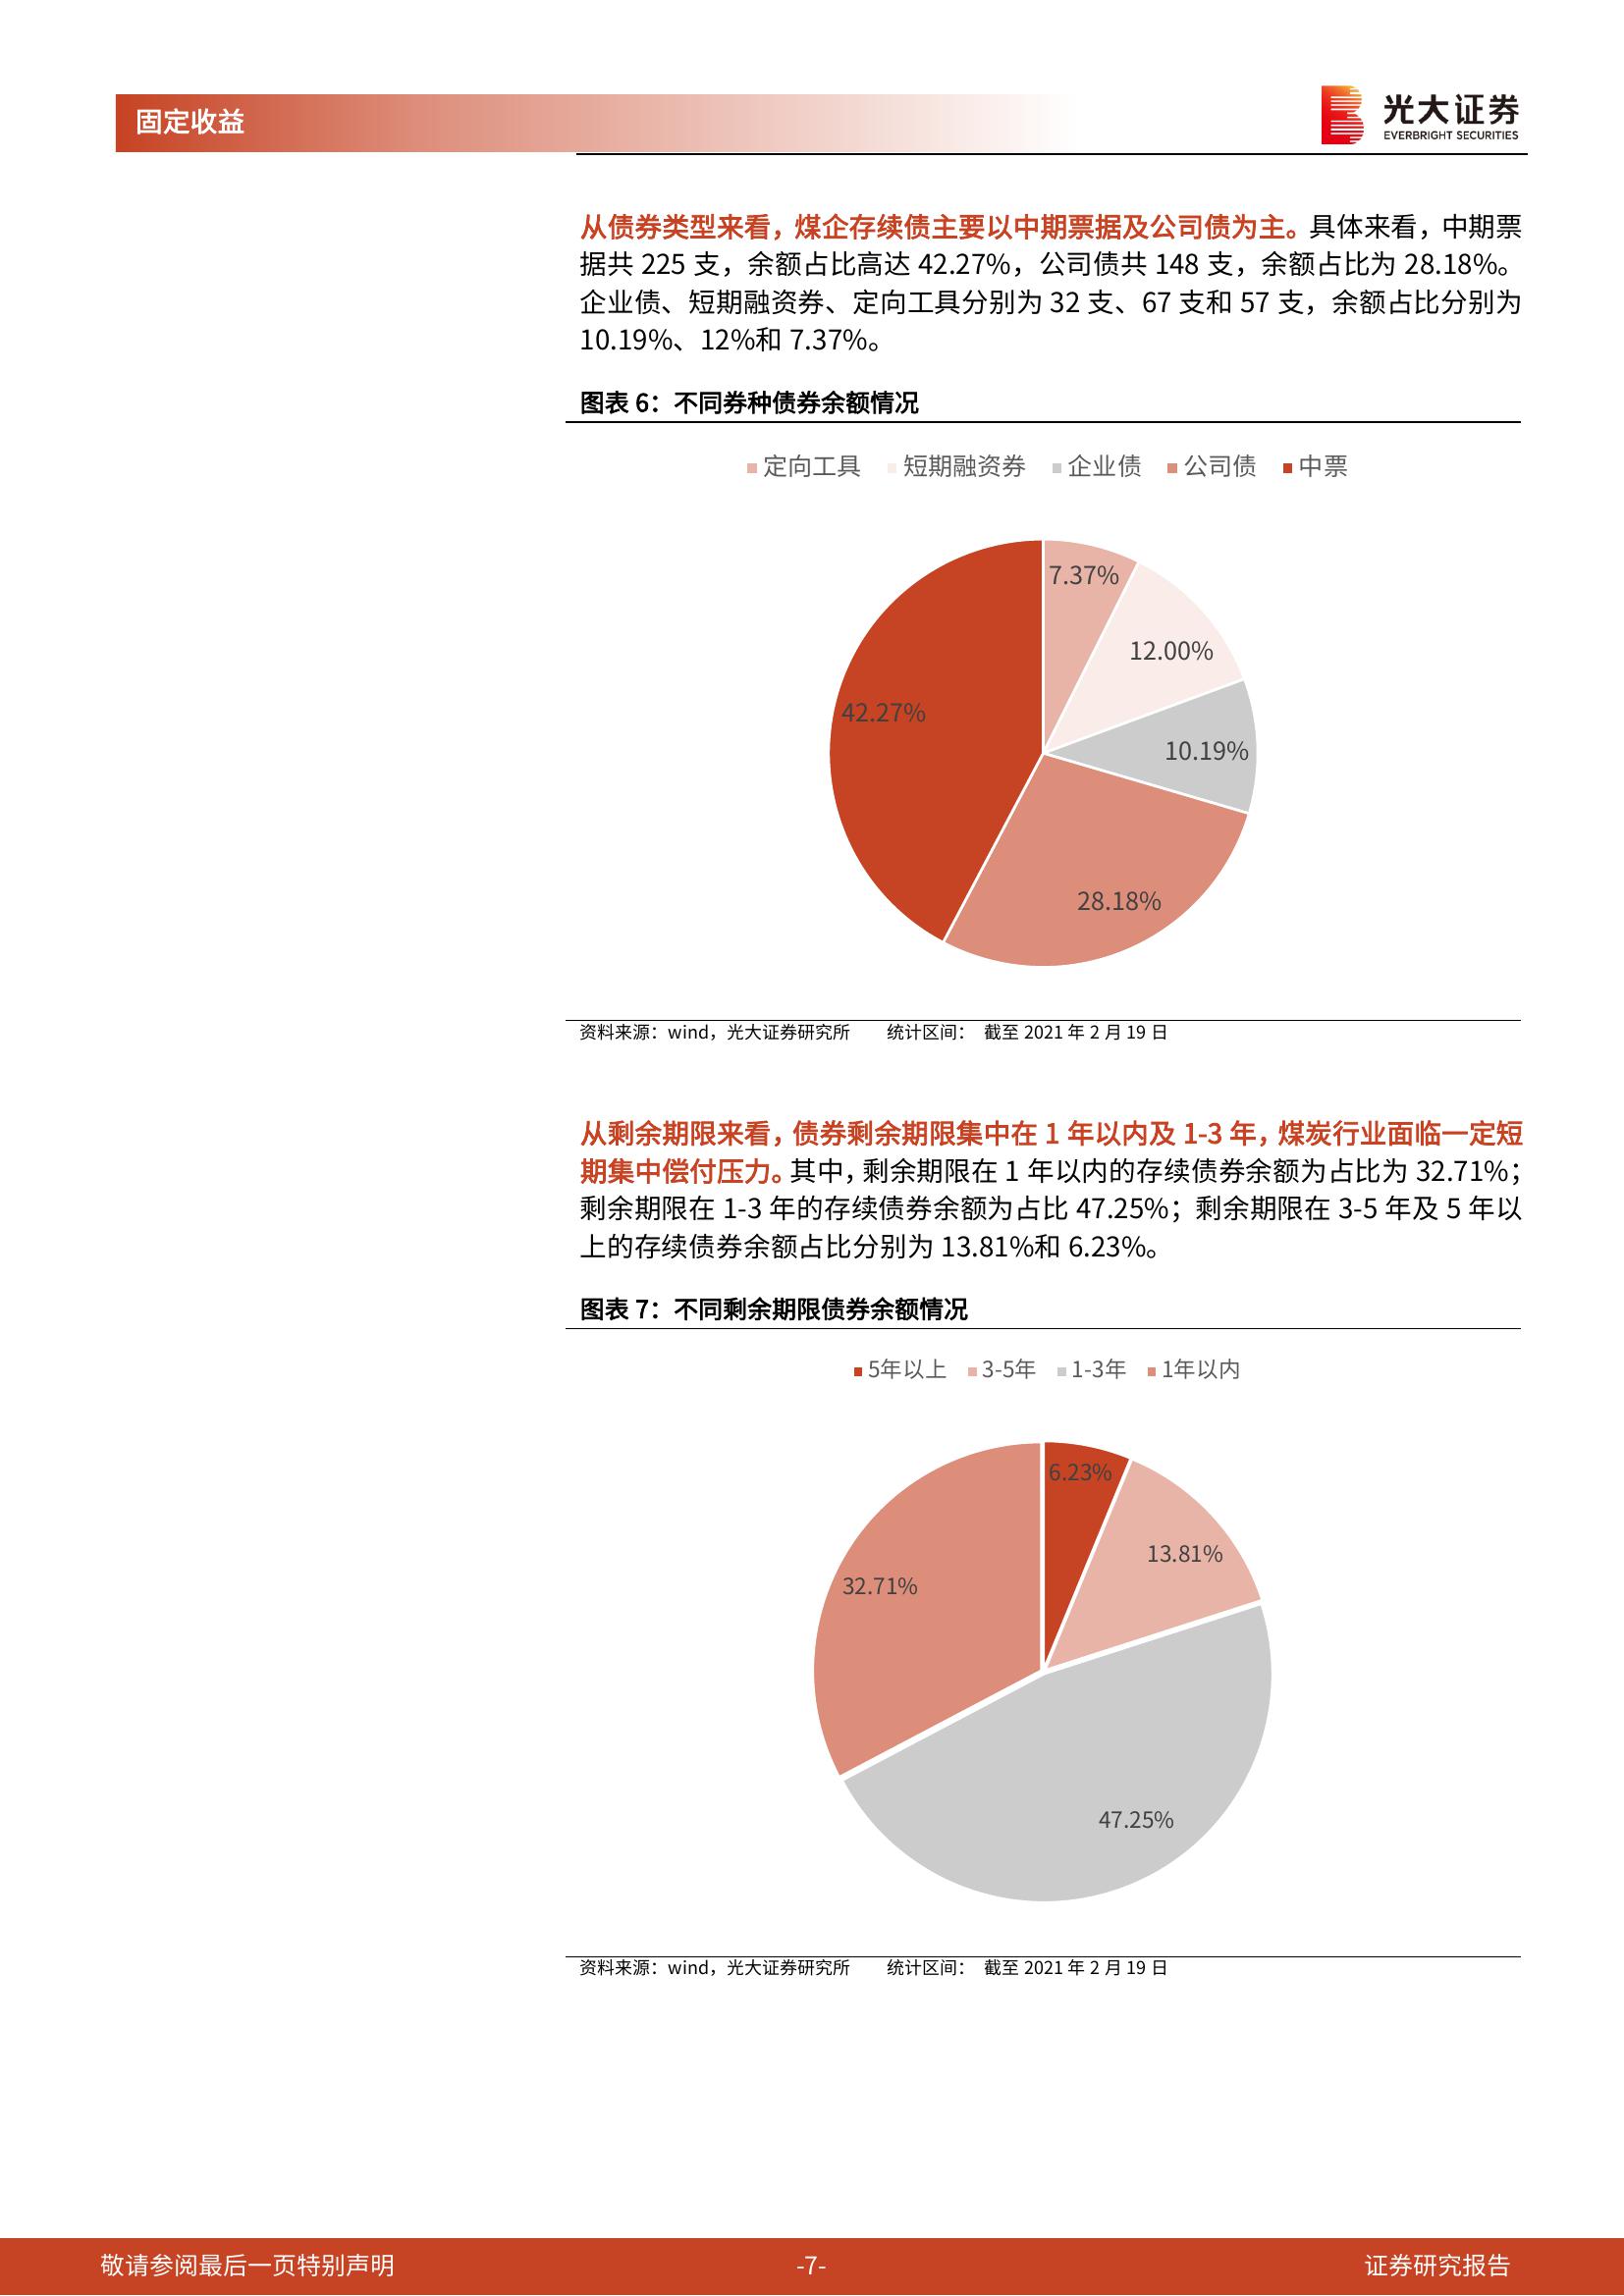 固定收益
光大证券
EVERBRIGHT SECURITIES
从债券类型来看，煤企存续债主要以中期票据及公司债为主。具体来看，中期票
据共 225 支，余额占比高达 42.27%，公司债共 148 支，余额占比为 28.18%。
企业债、短期融资券、定向工具分别为 32 支、67 支和 57 支，余额占比分别为
10.19%、12%和 7.37%。
图表 6：不同券种债券余额情况
定向工具 短期融资券 企业债 公司债 中票
7.37%
12.00%
42.27%
10.19%
28.18%
资料来源：wind，光大证券研究所 统计区间： 截至 2021 年 2 月 19 日
从剩余期限来看，债券剩余期限集中在 1 年以内及 1-3 年，煤炭行业面临一定短
期集中偿付压力。其中，剩余期限在 1 年以内的存续债券余额为占比为 32.71%；
剩余期限在 1-3 年的存续债券余额为占比 47.25%；剩余期限在 3-5 年及 5 年以
上的存续债券余额占比分别为 13.81%和 6.23%。
图表 7：不同剩余期限债券余额情况
5年以上 3-5年 1-3年 1年以内
6.23%
13.81%
32.71%
47.25%
资料来源：wind，光大证券研究所 统计区间： 截至 2021 年 2 月 19 日
敬请参阅最后一页特别声明 -7- 证券研究报告